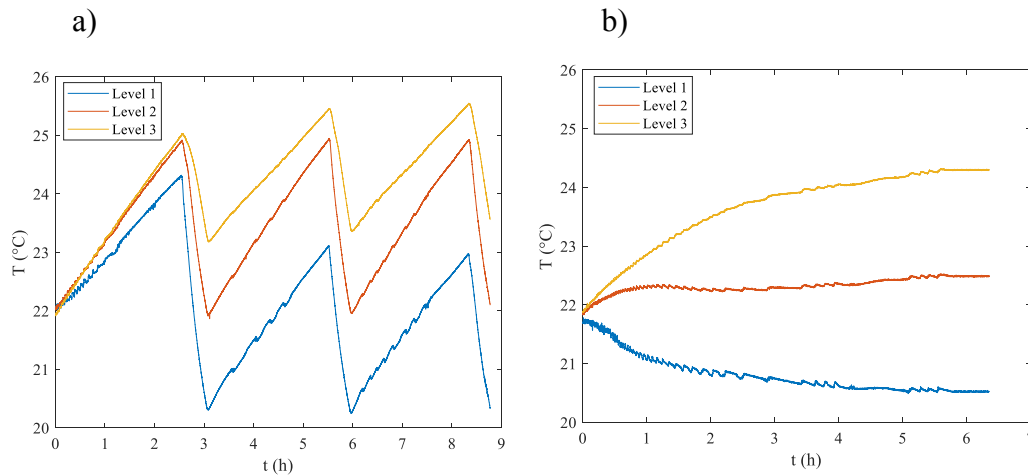 a)
b)
26
25
24
23
22
21
20
T (°C)
Level 1
Level 2
Level 3
0 1 2 3 4 5 6 7 8 9
t (h)
26
25
24
23
22
21
20
T (°C)
Level 1
Level 2
Level 3
0 1 2 3 4 5 6 7
t (h)